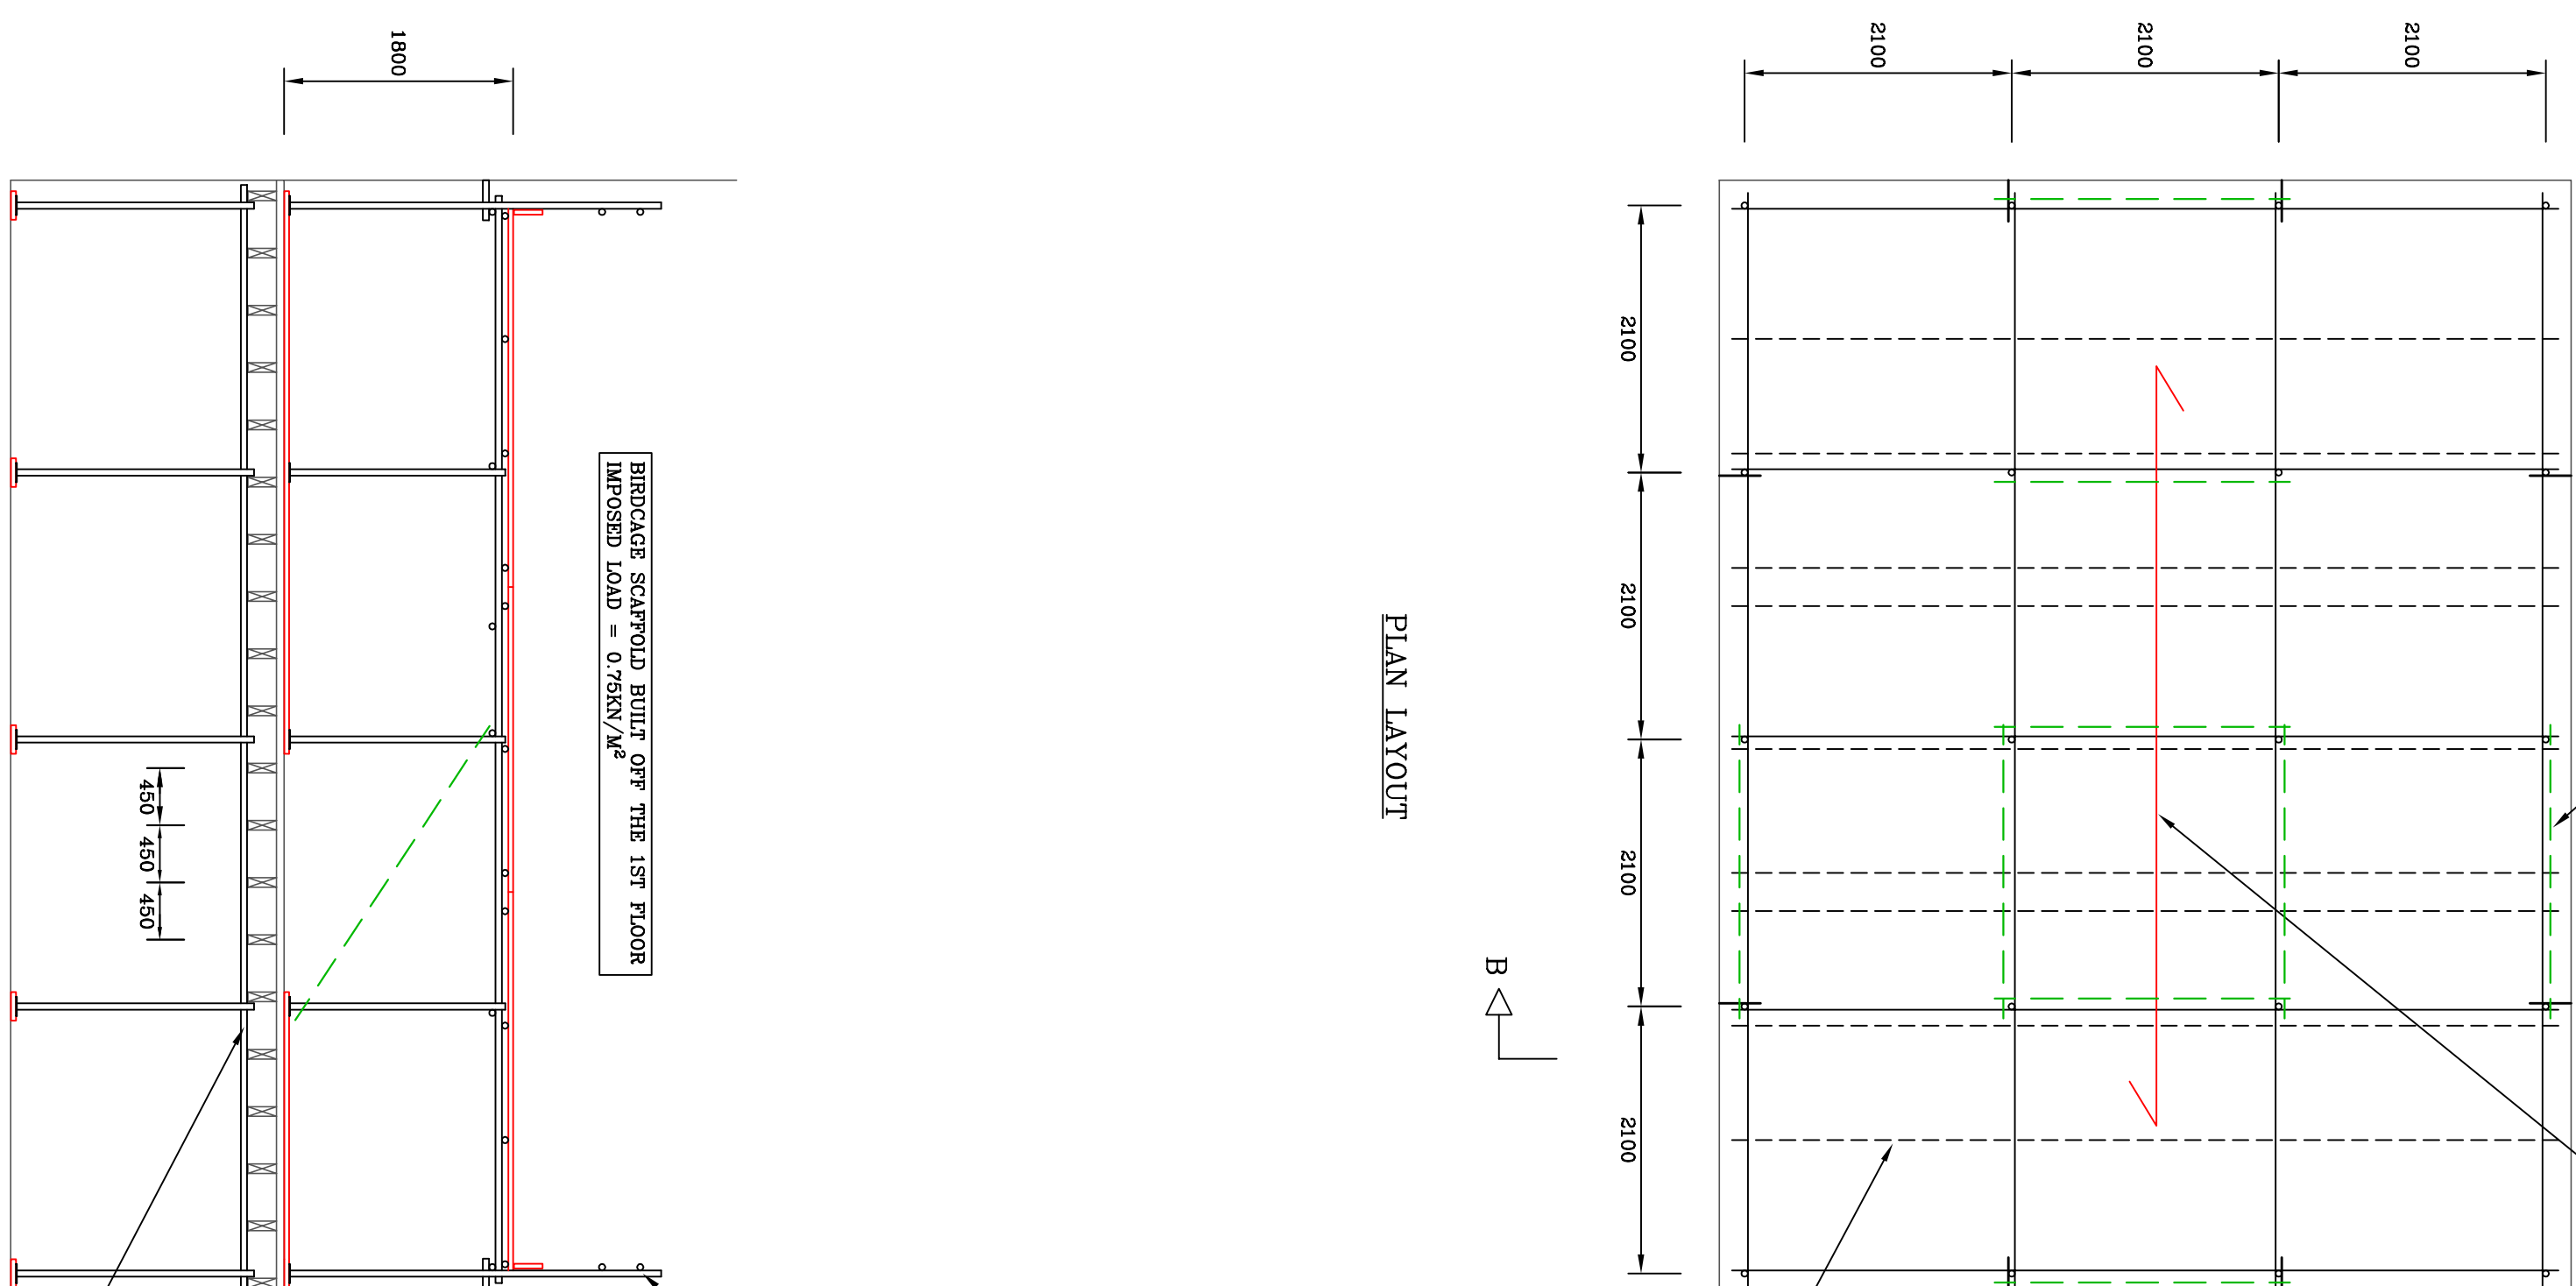 2100
2100
2100
2100
2100
2100
2100
PLAN LAYOUT
B
1800
BIRDCAGE SCAFFOLD BUILT OFF THE 1ST FLOOR
IMPOSED LOAD = 0.75KN/M²
450
450
450